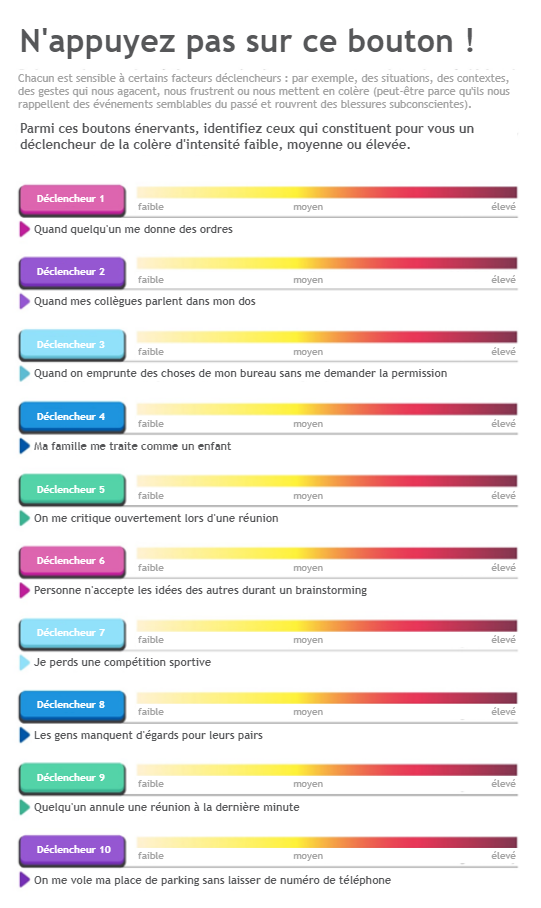 N'appuyez pas sur ce bouton !
Chacun est sensible à certains facteurs déclencheurs : par exemple, des situations, des contextes,
des gestes qui nous agacent, nous frustrent ou nous mettent en colère (peut-être parce qu'ils nous
rappellent des événements semblables du passé et rouvrent des blessures subconscientes).
Parmi ces boutons énervants, identifiez ceux qui constituent pour vous un
déclencheur de la colère d'intensité faible, moyenne ou élevée.
Déclencheur 1
faible moyen élevé
Quand quelqu'un me donne des ordres
Déclencheur 2
faible moyen élevé
Quand mes collègues parlent dans mon dos
Déclencheur 3
faible moyen élevé
Quand on emprunte des choses de mon bureau sans me demander la permission
Déclencheur 4
faible moyen élevé
Ma famille me traite comme un enfant
Déclencheur 5
faible moyen élevé
On me critique ouvertement lors d'une réunion
Déclencheur 6
faible moyen élevé
Personne n'accepte les idées des autres durant un brainstorming
Déclencheur 7
faible moyen élevé
Je perds une compétition sportive
Déclencheur 8
faible moyen élevé
Les gens manquent d'égards pour leurs pairs
Déclencheur 9
faible moyen élevé
Quelqu'un annule une réunion à la dernière minute
Déclencheur 10
faible moyen élevé
On me vole ma place de parking sans laisser de numéro de téléphone